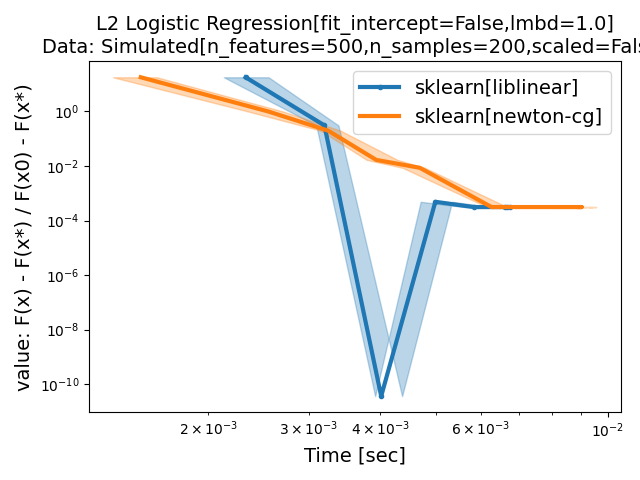 L2 Logistic Regression[fit_intercept=False,lmbd=1.0]
Data: Simulated[n_features=500,n_samples=200,scaled=Fals
sklearn[liblinear]
sklearn[newton-cg]
value: F(x) - F(x*) / F(x0) - F(x*)
10⁰
10⁻²
10⁻⁴
10⁻⁶
10⁻⁸
10⁻¹⁰
2 × 10⁻³
3 × 10⁻³
4 × 10⁻³
6 × 10⁻³
10⁻²
Time [sec]